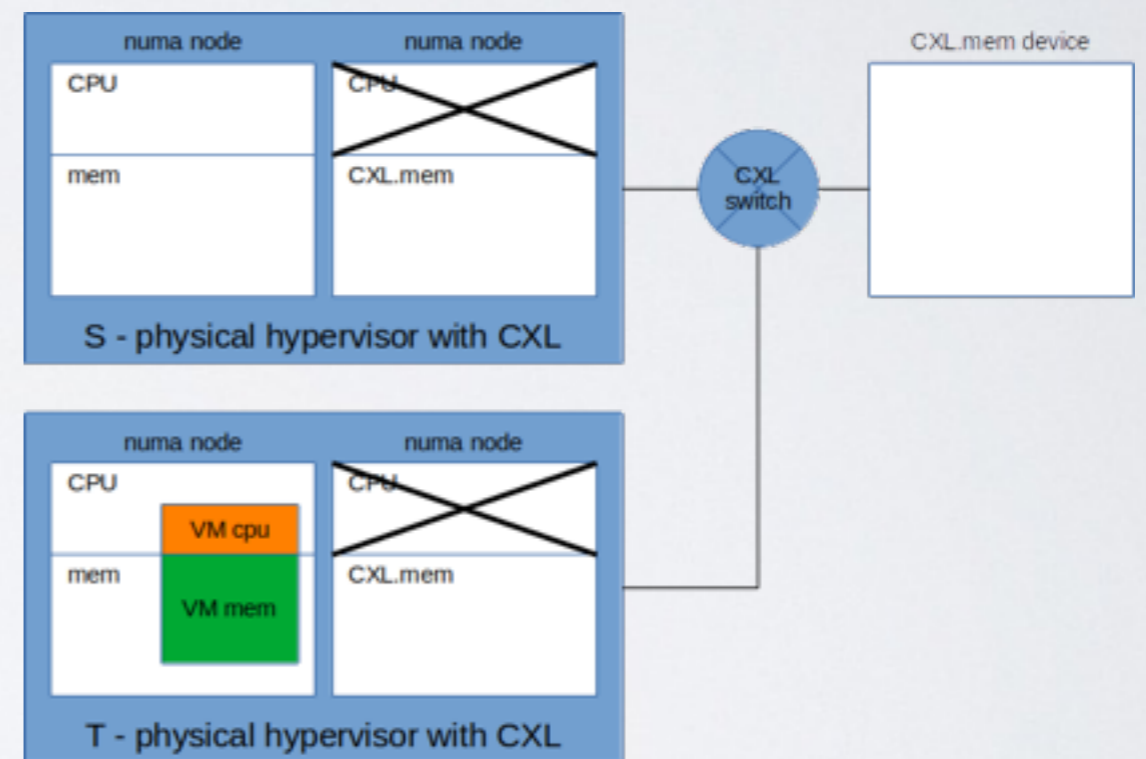 numa node
numa node
CXL.mem device
CPU
CPU
mem
CXL.mem
CXL
switch
S - physical hypervisor with CXL
numa node
numa node
CPU
CPU
VM cpu
mem
CXL.mem
VM mem
T - physical hypervisor with CXL